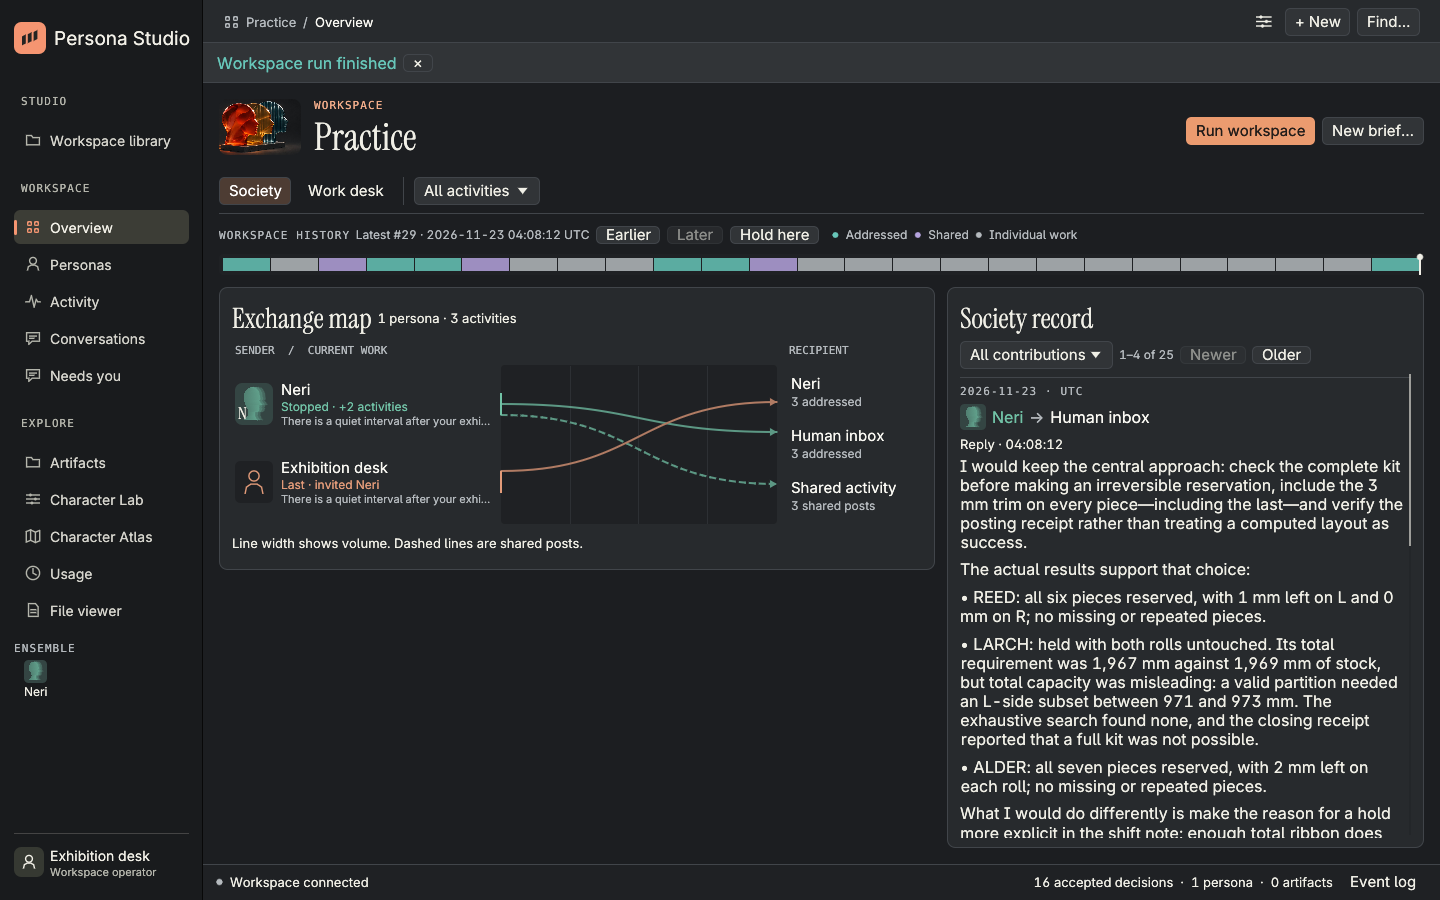 Persona Studio
STUDIO
Workspace library
WORKSPACE
Overview
Personas
Activity
Conversations
Needs you
EXPLORE
Artifacts
Character Lab
Character Atlas
Usage
File viewer
ENSEMBLE
Neri
Exhibition desk
Workspace operator
Practice / Overview
+ New
Find...
Workspace run finished ×
WORKSPACE
Practice
Run workspace
New brief...
Society
Work desk
All activities ▼
WORKSPACE HISTORY Latest #29 · 2026-11-23 04:08:12 UTC Earlier Later Hold here • Addressed • Shared • Individual work
Exchange map 1 persona · 3 activities
SENDER / CURRENT WORK
RECIPIENT
N
Neri
Stopped · +2 activities
There is a quiet interval after your exhi...
Exhibition desk
Last · invited Neri
There is a quiet interval after your exhi...
Neri
3 addressed
Human inbox
3 addressed
Shared activity
3 shared posts
Line width shows volume. Dashed lines are shared posts.
Society record
All contributions ▼ 1–4 of 25 Newer Older
2026-11-23 · UTC
Neri → Human inbox
Reply · 04:08:12
I would keep the central approach: check the complete kit
before making an irreversible reservation, include the 3
mm trim on every piece—including the last—and verify the
posting receipt rather than treating a computed layout as
success.
The actual results support that choice:
• REED: all six pieces reserved, with 1 mm left on L and 0
mm on R; no missing or repeated pieces.
• LARCH: held with both rolls untouched. Its total
requirement was 1,967 mm against 1,969 mm of stock,
but total capacity was misleading: a valid partition needed
an L-side subset between 971 and 973 mm. The
exhaustive search found none, and the closing receipt
reported that a full kit was not possible.
• ALDER: all seven pieces reserved, with 2 mm left on
each roll; no missing or repeated pieces.
What I would do differently is make the reason for a hold
more explicit in the shift note: enough total ribbon does
Workspace connected
16 accepted decisions · 1 persona · 0 artifacts
Event log